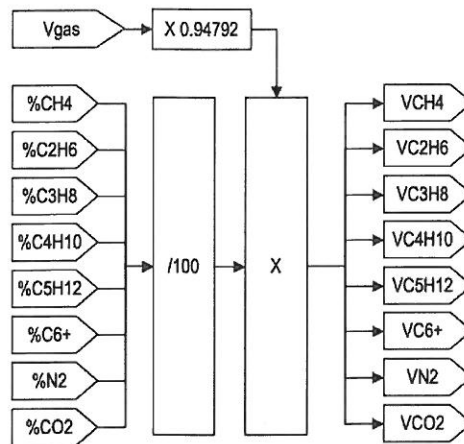 Vgas
X 0.94792
%CH4
%C2H6
%C3H8
%C4H10
%C5H12
%C6+
%N2
%CO2
/100
X
VCH4
VC2H6
VC3H8
VC4H10
VC5H12
VC6+
VN2
VCO2